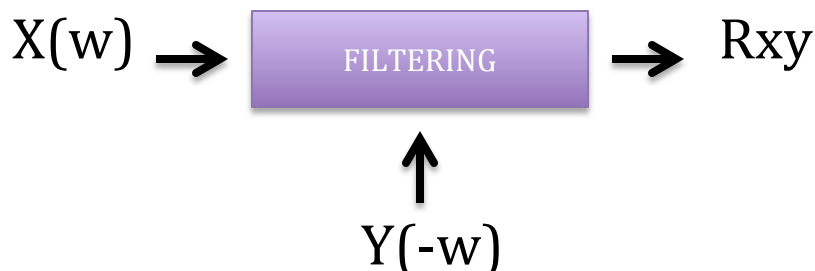 X(w)
FILTERING
Rxy
Y(-w)